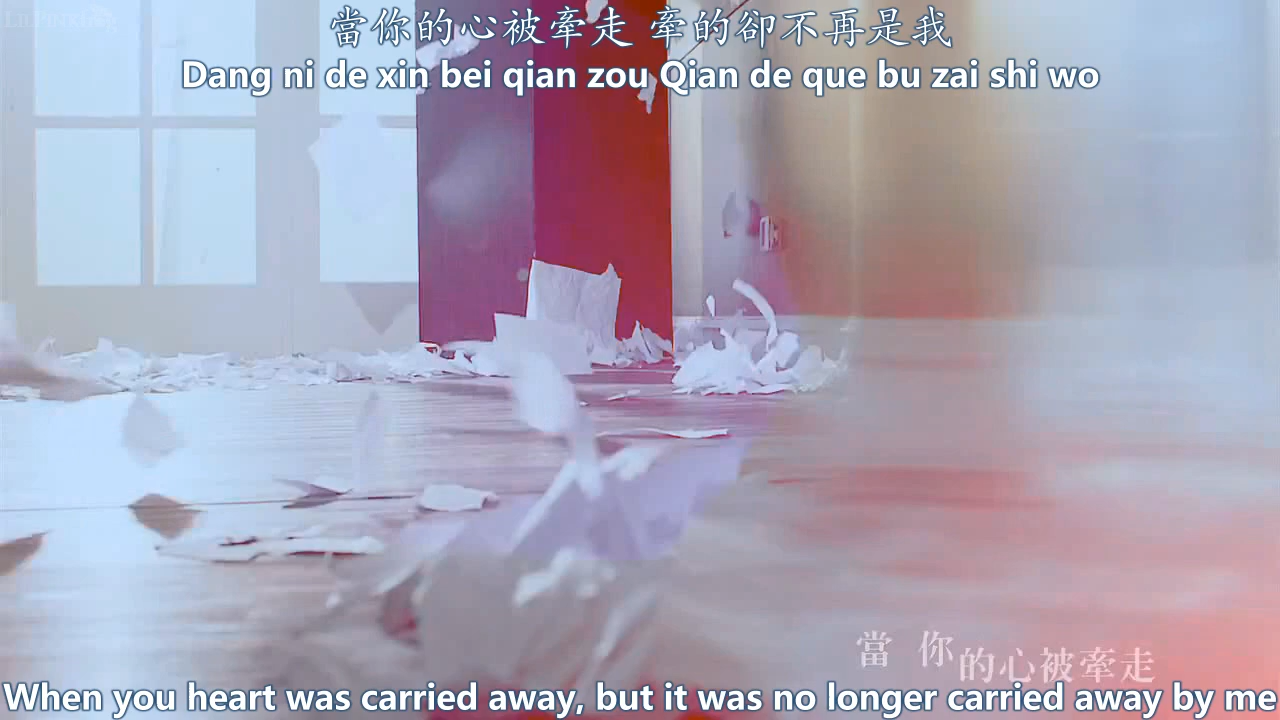 當你的心被牽走 牽的卻不再是我
Dang ni de xin bei qian zou Qian de que bu zai shi wo
當 你
的心被牽走
When you heart was carried away, but it was no longer carried away by me